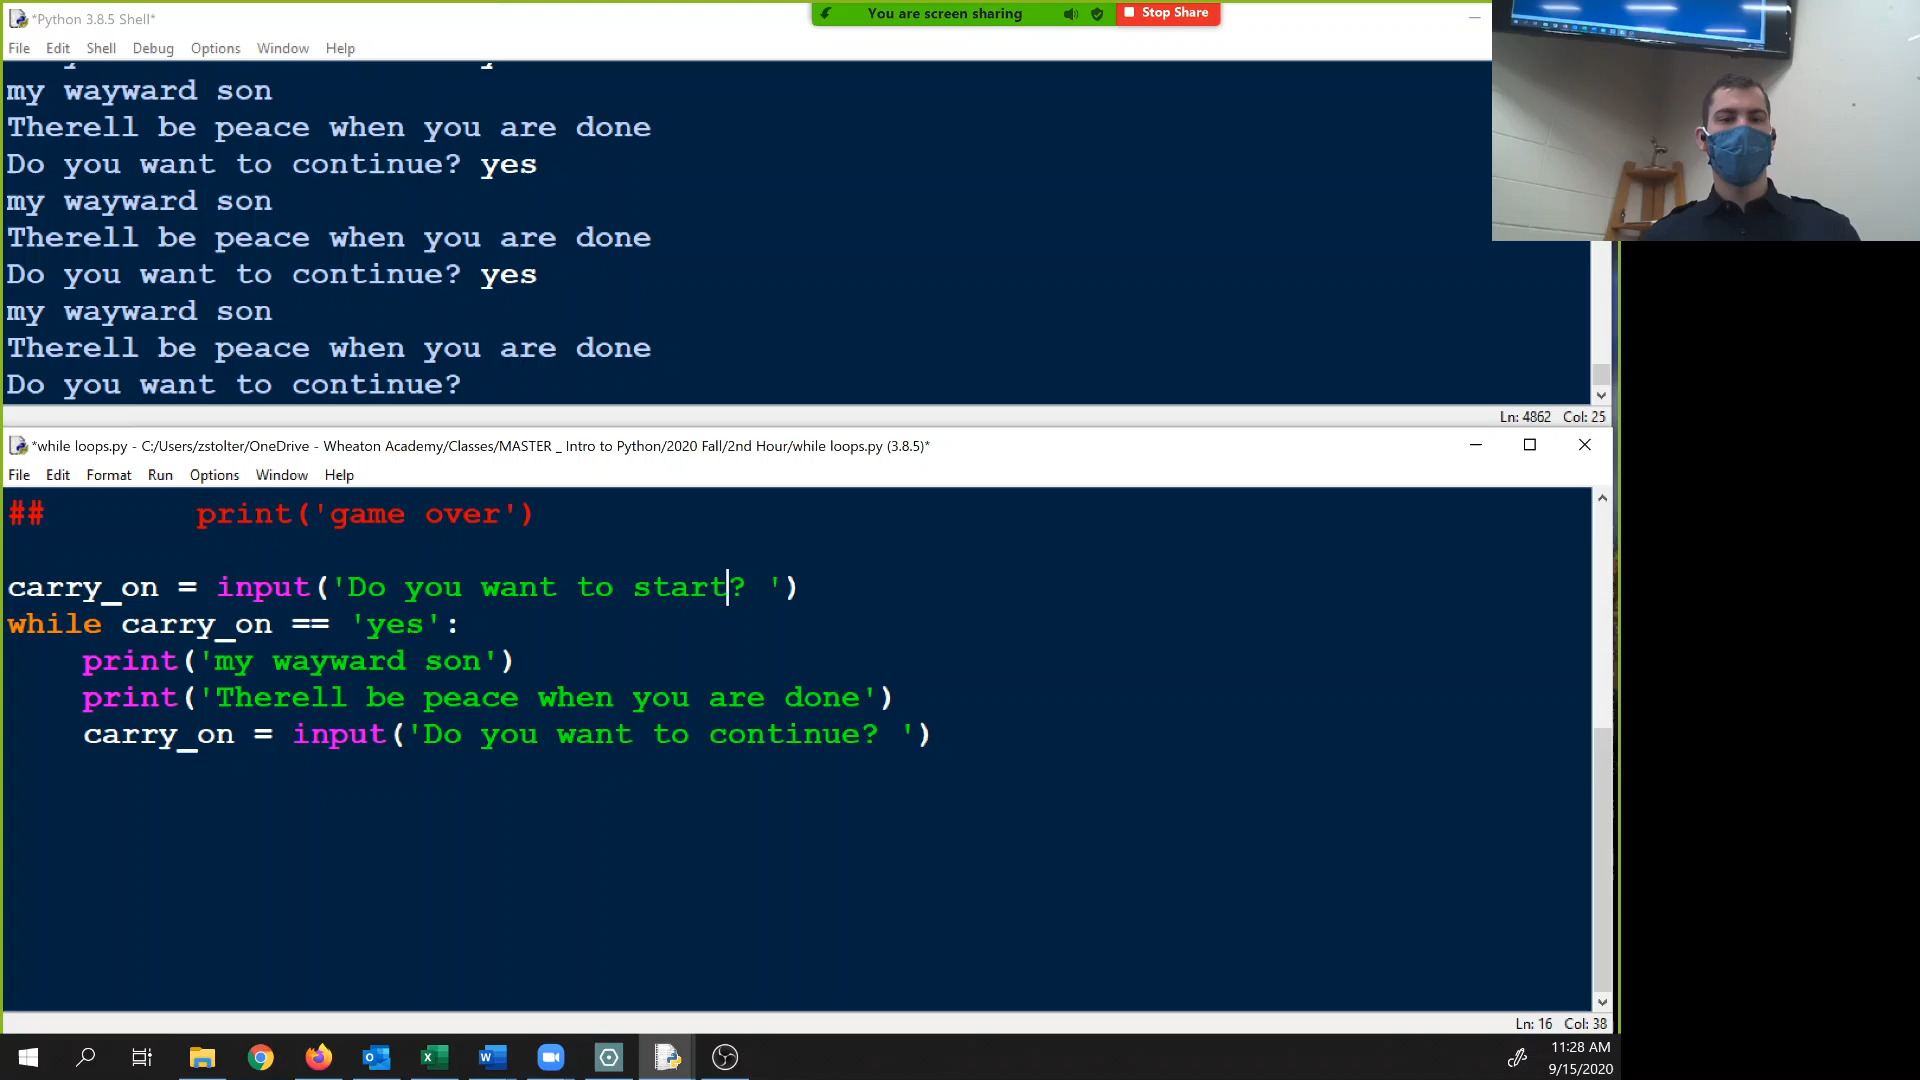 *Python 3.8.5 Shell*
You are screen sharing
Stop Share
File Edit Shell Debug Options Window Help
my wayward son
Therell be peace when you are done
Do you want to continue? yes
my wayward son
Therell be peace when you are done
Do you want to continue? yes
my wayward son
Therell be peace when you are done
Do you want to continue?
Ln: 4862 Col: 25
*while loops.py - C:/Users/zstolter/OneDrive - Wheaton Academy/Classes/MASTER _ Intro to Python/2020 Fall/2nd Hour/while loops.py (3.8.5)*
File Edit Format Run Options Window Help
## print('game over')
carry_on = input('Do you want to start? ')
while carry_on == 'yes':
print('my wayward son')
print('Therell be peace when you are done')
carry_on = input('Do you want to continue? ')
Ln: 16 Col: 38
11:28 AM
9/15/2020